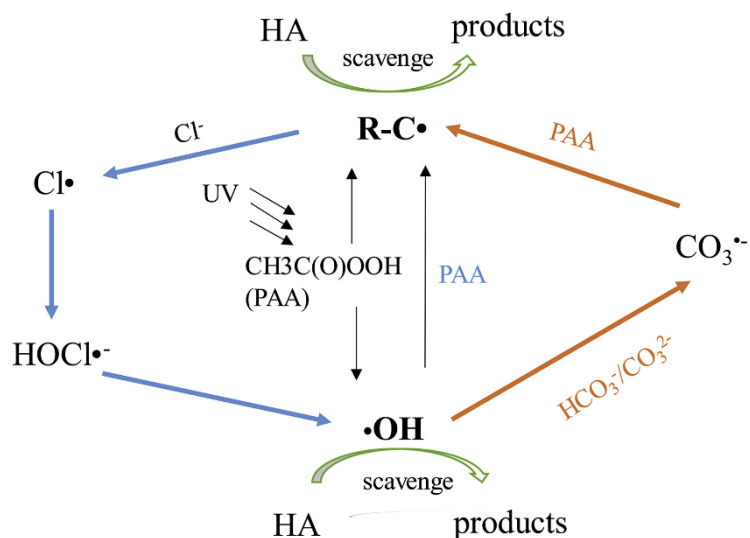 HA products
scavenge
R-C•
Cl-
PAA
Cl•
UV
CO3•-
CH3C(O)OOH
(PAA)
PAA
HOCl•-
HCO3-/CO32-
•OH
scavenge
HA products